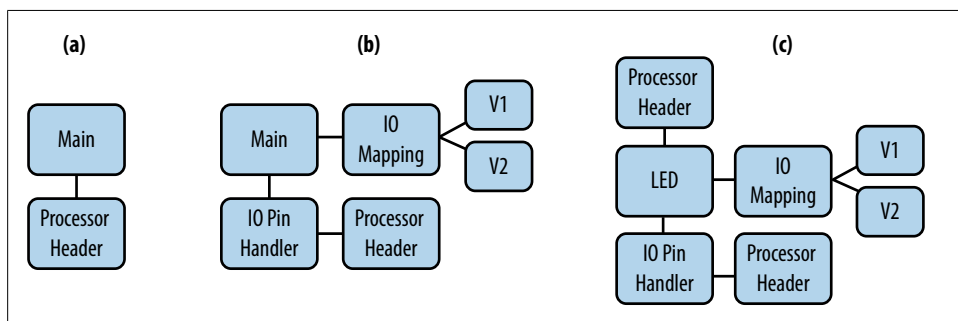 (a)
Main
Processor
Header
(b)
Main
IO
Mapping
V1
V2
IO Pin
Handler
Processor
Header
(c)
Processor
Header
LED
IO
Mapping
V1
V2
IO Pin
Handler
Processor
Header